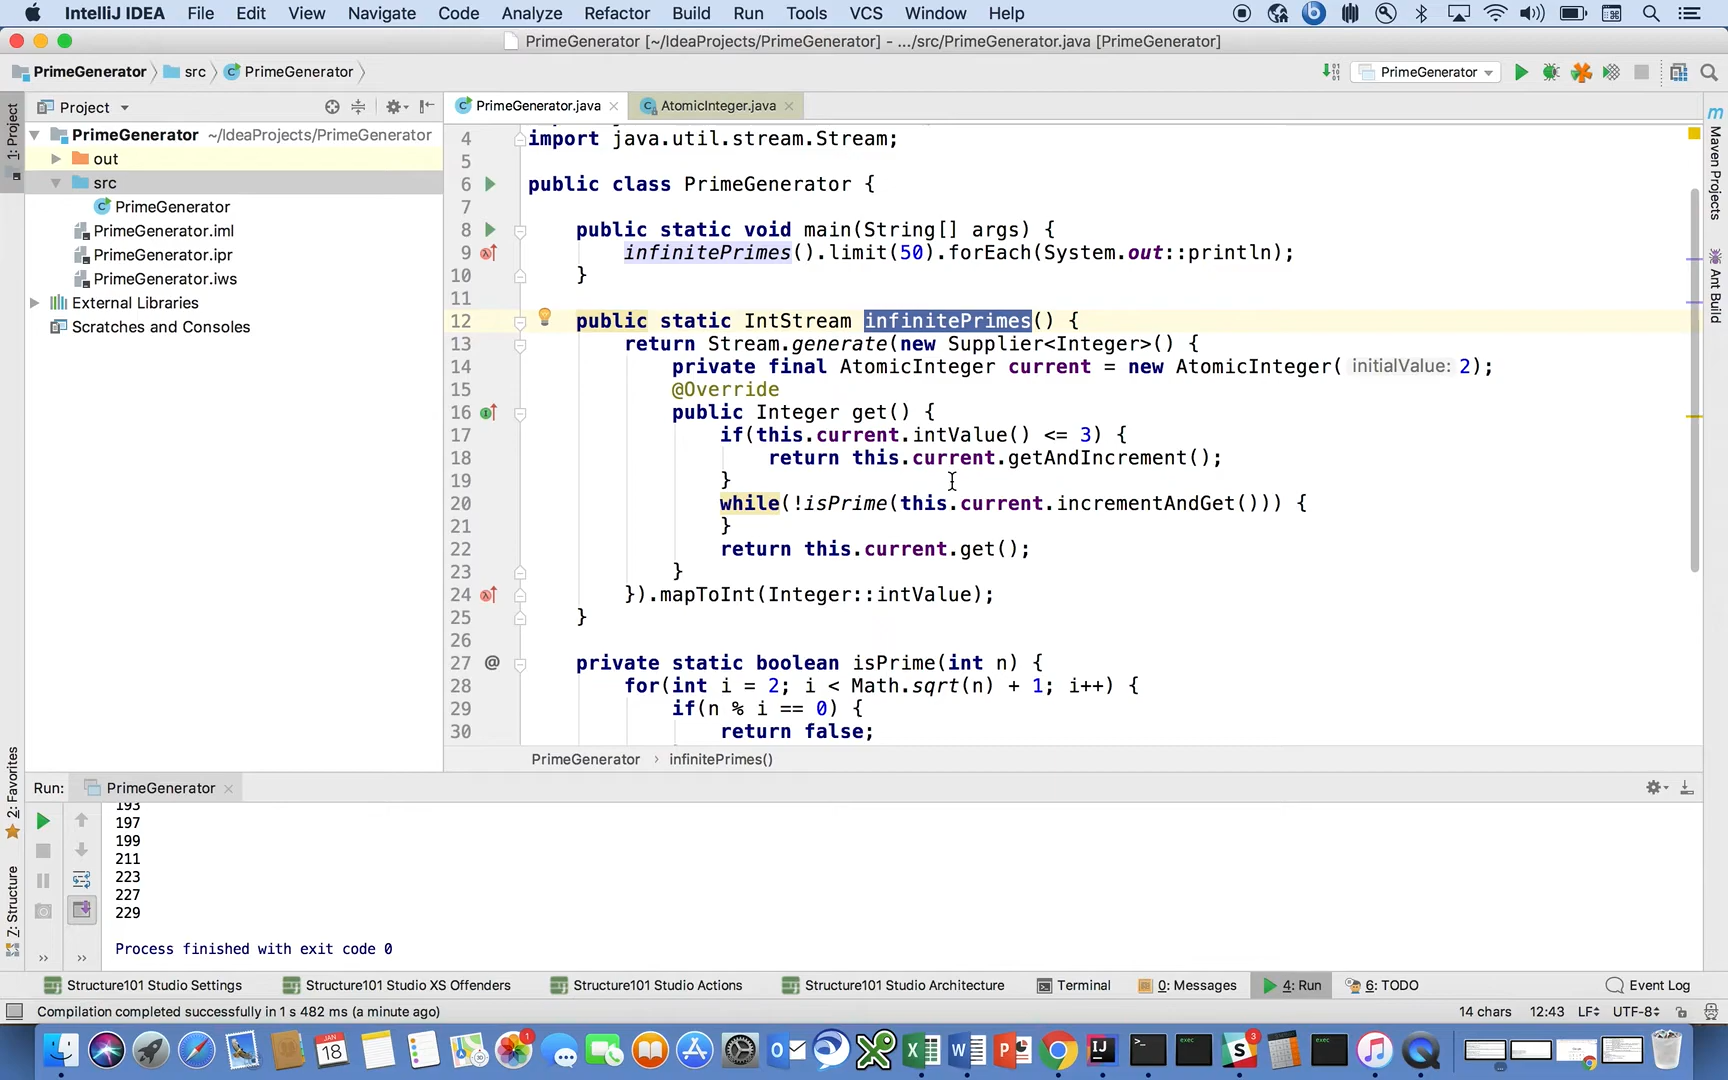 IntelliJ IDEA File Edit View Navigate Code Analyze Refactor Build Run Tools VCS Window Help
PrimeGenerator [~/IdeaProjects/PrimeGenerator] - .../src/PrimeGenerator.java [PrimeGenerator]
PrimeGenerator src PrimeGenerator PrimeGenerator
Project PrimeGenerator.java AtomicInteger.java
1: Project
PrimeGenerator ~/IdeaProjects/PrimeGenerator
out
src
PrimeGenerator
PrimeGenerator.iml
PrimeGenerator.ipr
PrimeGenerator.iws
External Libraries
Scratches and Consoles
4 import java.util.stream.Stream;
5
6 public class PrimeGenerator {
7
8 public static void main(String[] args) {
9 infinitePrimes().limit(50).forEach(System.out::println);
10 }
11
12 public static IntStream infinitePrimes() {
13 return Stream.generate(new Supplier<Integer>() {
14 private final AtomicInteger current = new AtomicInteger( initialValue: 2);
15 @Override
16 public Integer get() {
17 if(this.current.intValue() <= 3) {
18 return this.current.getAndIncrement();
19 }
20 while(!isPrime(this.current.incrementAndGet())) {
21 }
22 return this.current.get();
23 }
24 }).mapToInt(Integer::intValue);
25 }
26
27 @ private static boolean isPrime(int n) {
28 for(int i = 2; i < Math.sqrt(n) + 1; i++) {
29 if(n % i == 0) {
30 return false;
PrimeGenerator › infinitePrimes()
Maven Projects
Ant Build
2: Favorites
7: Structure
Run: PrimeGenerator
193
197
199
211
223
227
229
Process finished with exit code 0
Structure101 Studio Settings Structure101 Studio XS Offenders Structure101 Studio Actions Structure101 Studio Architecture Terminal 0: Messages 4: Run 6: TODO Event Log
Compilation completed successfully in 1 s 482 ms (a minute ago) 14 chars 12:43 LF UTF-8
JAN
18
1
3
exec
exec